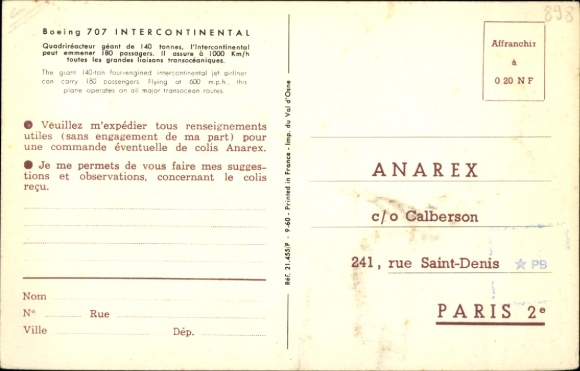 Boeing 707 INTERCONTINENTAL
Quadriréacteur géant de 140 tonnes, l'Intercontinental
peut emmener 180 passagers. Il assure à 1000 Km/h
toutes les grandes liaisons transocéaniques.
The giant 140-ton four-engined intercontinental jet airliner
can carry 180 passengers. Flying at 600 m.p.h., this
plane operates on all major transocean routes.
● Veuillez m'expédier tous renseignements
utiles (sans engagement de ma part) pour
une commande éventuelle de colis Anarex.
● Je me permets de vous faire mes sugges-
tions et observations, concernant le colis
reçu.
Nom
N° Rue
Ville Dép.
Réf. 21.455/P - 9-60 - Printed in France - Imp. du Val d'Osne
898
Affranchir
à
0.20 NF
ANAREX
c/o Calberson
241, rue Saint-Denis
PB
PARIS 2e